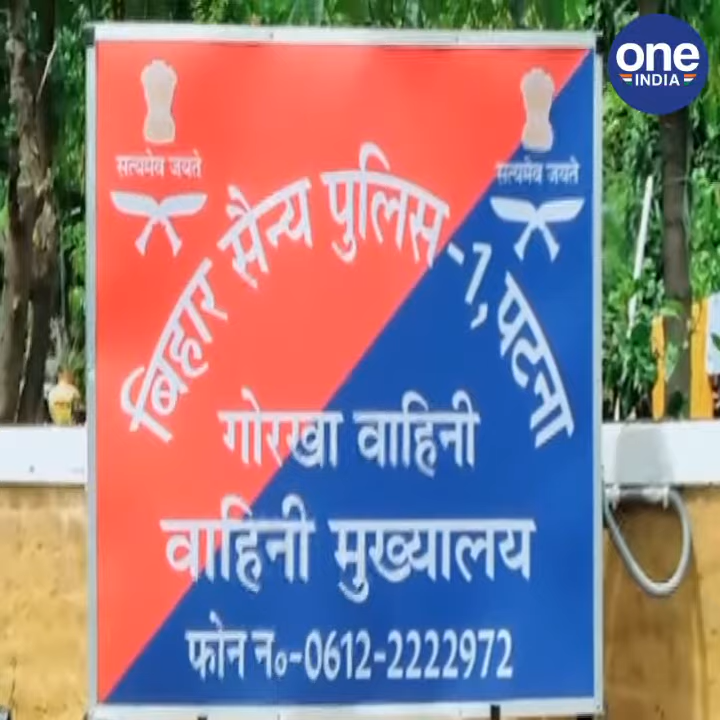 one
INDIA
सत्यमेव जयते
सत्यमेव जयते
बिहार सैन्य पुलिस-1, पटना
गोरखा वाहिनी
वाहिनी मुख्यालय
फोन न०-0612-2222972